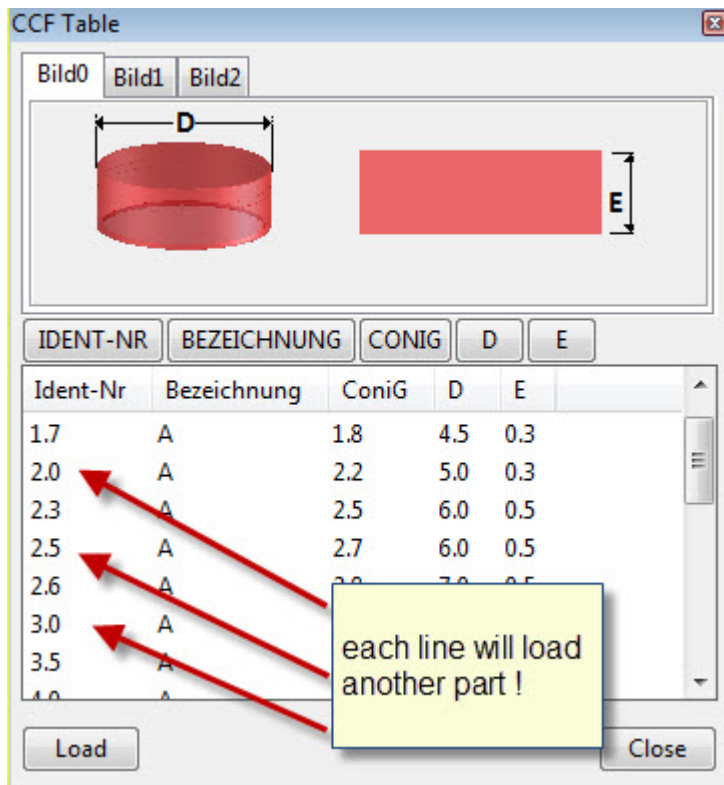 CCF Table
Bild0 Bild1 Bild2
D
E
IDENT-NR BEZEICHNUNG CONIG D E
Ident-Nr Bezeichnung ConiG D E
1.7 A 1.8 4.5 0.3
2.0 A 2.2 5.0 0.3
2.3 A 2.5 6.0 0.5
2.5 A 2.7 6.0 0.5
2.6 A
3.0 A
3.5 A
each line will load
another part !
Load Close